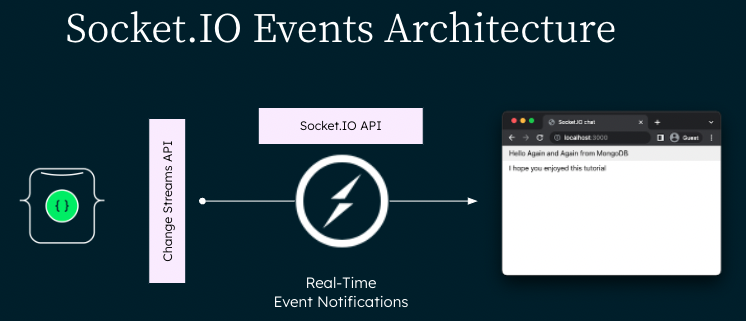 Socket.IO Events Architecture
Change Streams API
Socket.IO API
{ }
Real-Time
Event Notifications
Socket.IO chat
localhost:3000
Guest
Hello Again and Again from MongoDB
I hope you enjoyed this tutorial